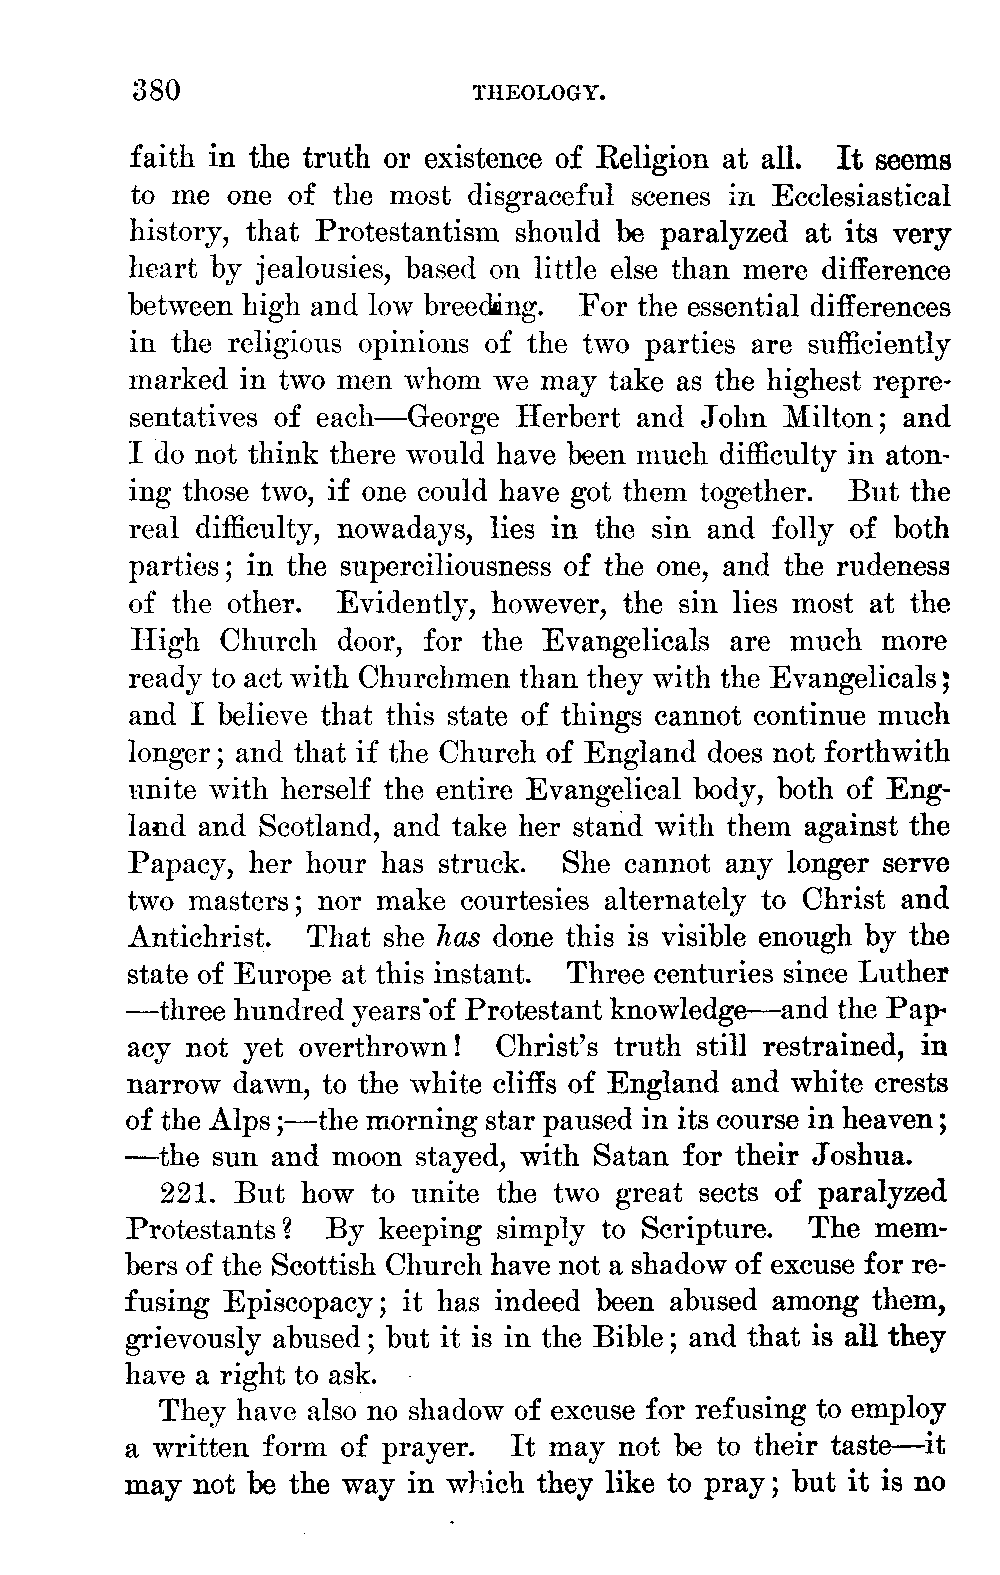 380 THEOLOGY.
faith in the truth or existence of Religion at all. It seems
to me one of the most disgraceful scenes in Ecclesiastical
history, that Protestantism should be paralyzed at its very
heart by jealousies, based on little else than mere difference
between high and low breeding. For the essential differences
in the religious opinions of the two parties are sufficiently
marked in two men whom we may take as the highest repre-
sentatives of each—George Herbert and John Milton; and
I do not think there would have been much difficulty in aton-
ing those two, if one could have got them together. But the
real difficulty, nowadays, lies in the sin and folly of both
parties; in the superciliousness of the one, and the rudeness
of the other. Evidently, however, the sin lies most at the
High Church door, for the Evangelicals are much more
ready to act with Churchmen than they with the Evangelicals;
and I believe that this state of things cannot continue much
longer; and that if the Church of England does not forthwith
unite with herself the entire Evangelical body, both of Eng-
land and Scotland, and take her stand with them against the
Papacy, her hour has struck. She cannot any longer serve
two masters; nor make courtesies alternately to Christ and
Antichrist. That she has done this is visible enough by the
state of Europe at this instant. Three centuries since Luther
—three hundred years of Protestant knowledge—and the Pap-
acy not yet overthrown! Christ's truth still restrained, in
narrow dawn, to the white cliffs of England and white crests
of the Alps;—the morning star paused in its course in heaven;
—the sun and moon stayed, with Satan for their Joshua.
221. But how to unite the two great sects of paralyzed
Protestants? By keeping simply to Scripture. The mem-
bers of the Scottish Church have not a shadow of excuse for re-
fusing Episcopacy; it has indeed been abused among them,
grievously abused; but it is in the Bible; and that is all they
have a right to ask.
They have also no shadow of excuse for refusing to employ
a written form of prayer. It may not be to their taste—it
may not be the way in which they like to pray; but it is no